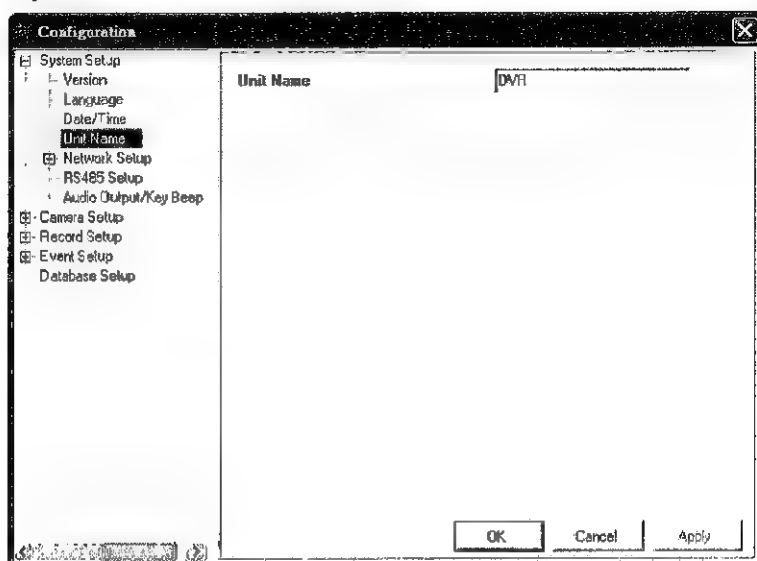 Configuration
System Setup
Version
Language
Date/Time
Unit Name
Network Setup
RS485 Setup
Audio Output/Key Beep
Camera Setup
Record Setup
Event Setup
Database Setup
Unit Name
DVR
OK
Cancel
Apply